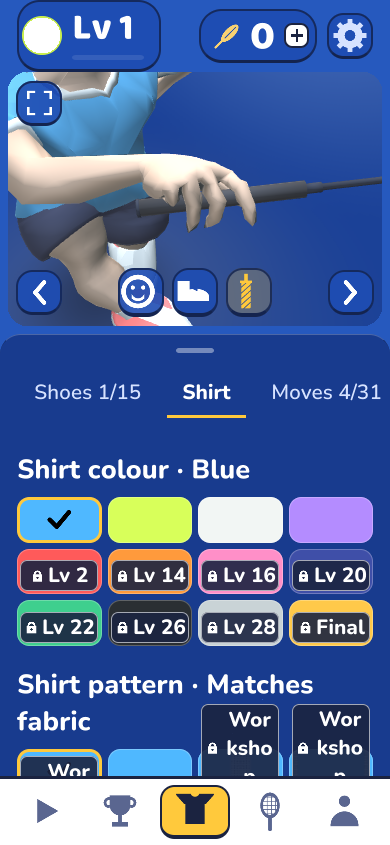 Lv 1
0
Shoes 1/15
Shirt
Moves 4/31
Shirt colour · Blue
Lv 2
Lv 14
Lv 16
Lv 20
Lv 22
Lv 26
Lv 28
Final
Shirt pattern · Matches
fabric
Wor
Wor
ksho
Wor
ksho